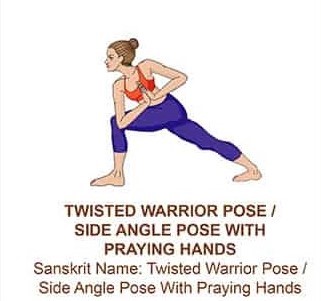 TWISTED WARRIOR POSE /
SIDE ANGLE POSE WITH
PRAYING HANDS
Sanskrit Name: Twisted Warrior Pose /
Side Angle Pose With Praying Hands